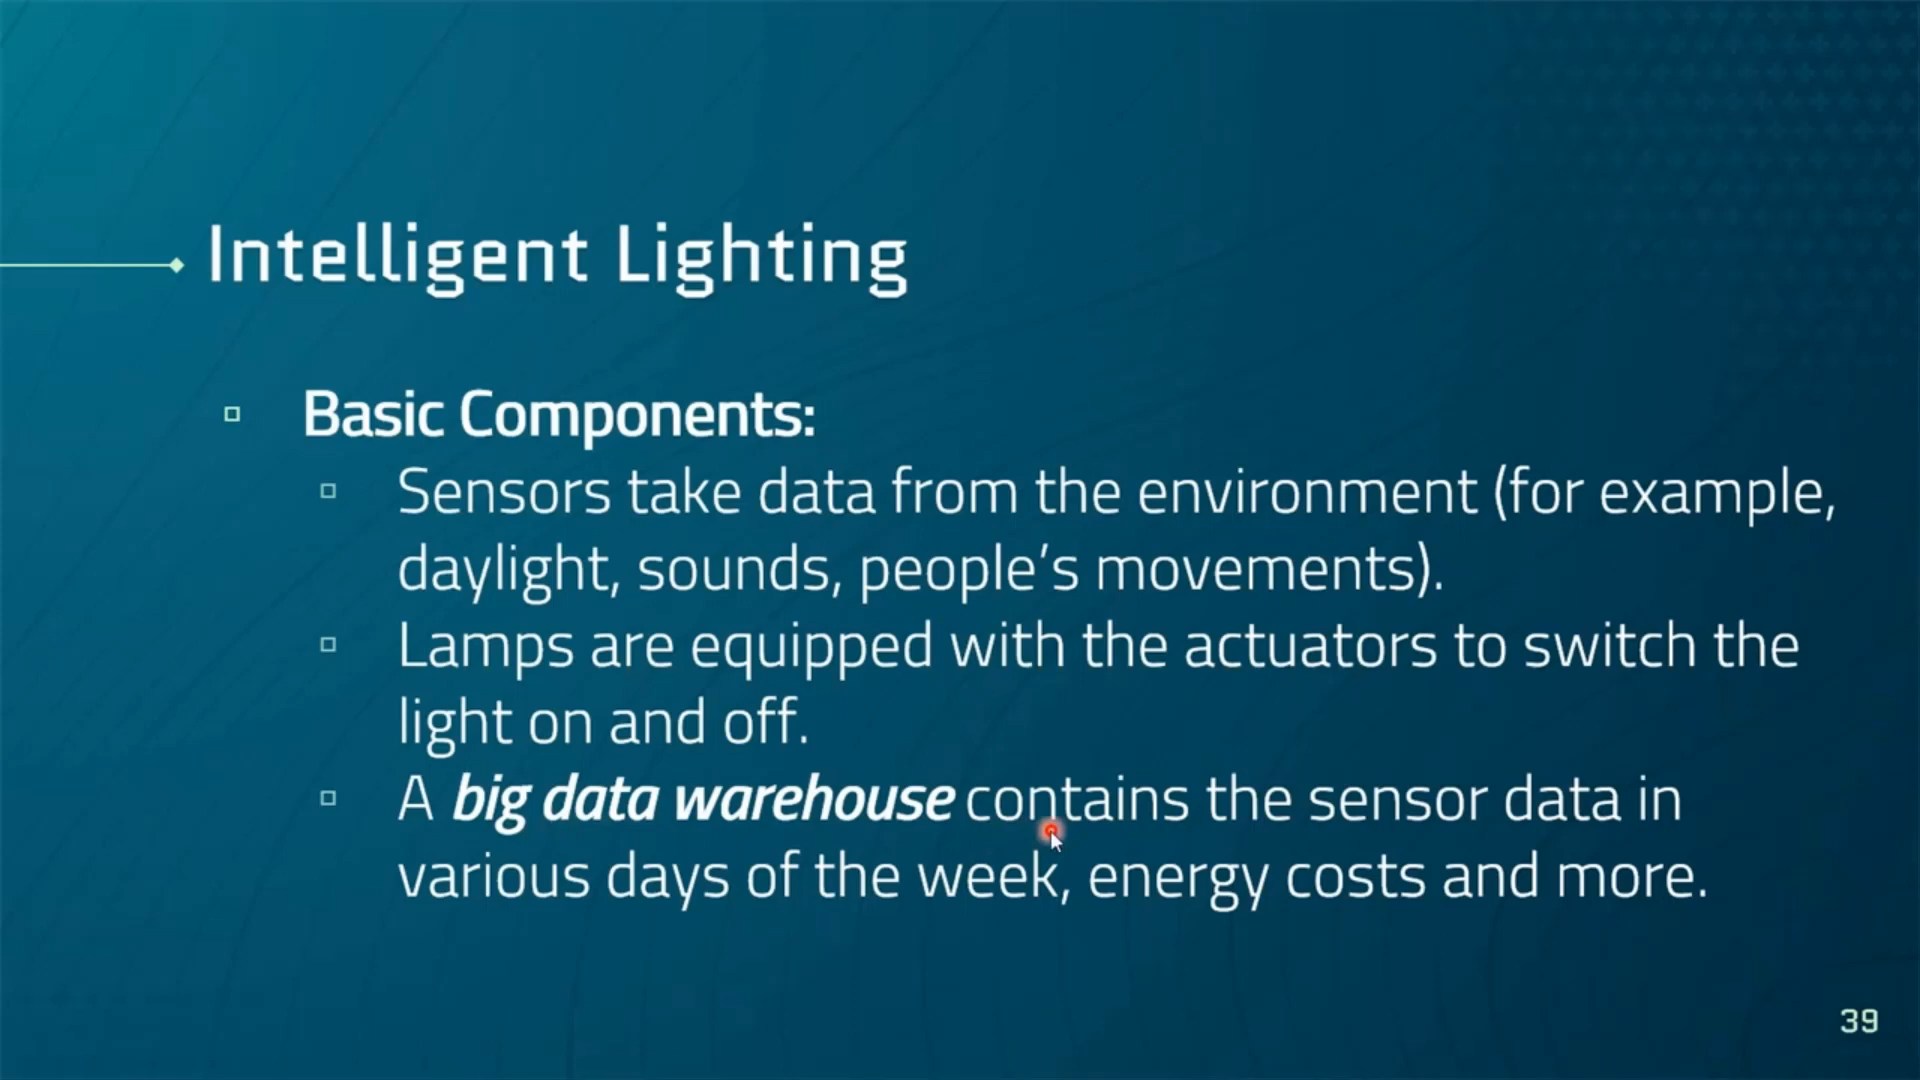 Intelligent Lighting
Basic Components:
Sensors take data from the environment (for example,
daylight, sounds, people’s movements).
Lamps are equipped with the actuators to switch the
light on and off.
A big data warehouse contains the sensor data in
various days of the week, energy costs and more.
39